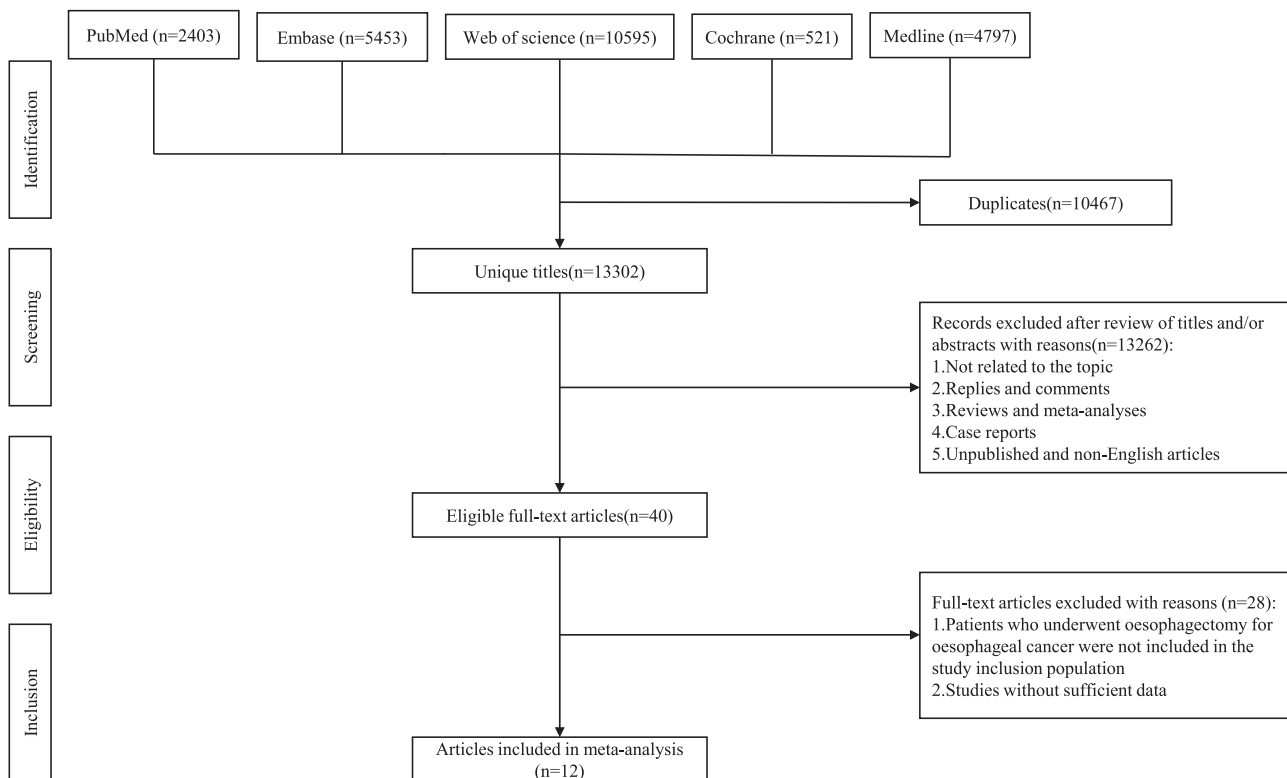 PubMed (n=2403)
Embase (n=5453)
Web of science (n=10595)
Cochrane (n=521)
Medline (n=4797)
Identification
Duplicates(n=10467)
Screening
Unique titles(n=13302)
Records excluded after review of titles and/or
abstracts with reasons(n=13262):
1.Not related to the topic
2.Replies and comments
3.Reviews and meta-analyses
4.Case reports
5.Unpublished and non-English articles
Eligibility
Eligible full-text articles(n=40)
Full-text articles excluded with reasons (n=28):
1.Patients who underwent oesophagectomy for
oesophageal cancer were not included in the
study inclusion population
2.Studies without sufficient data
Inclusion
Articles included in meta-analysis
(n=12)